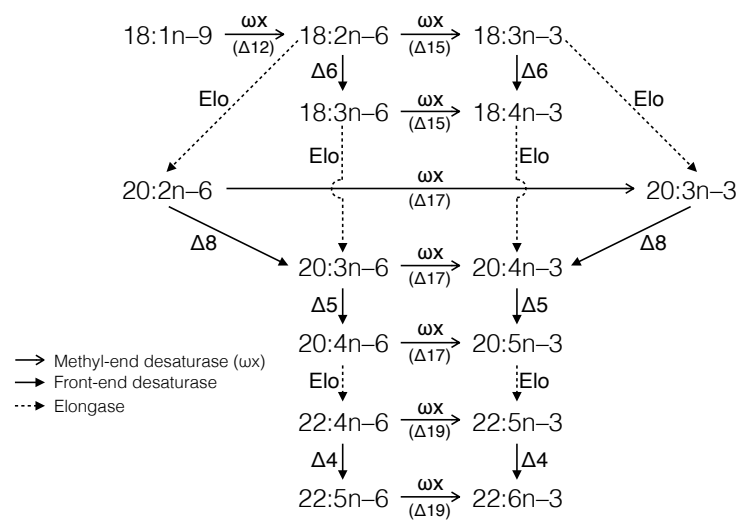 18:1n–9 ωx (Δ12) 18:2n–6 ωx (Δ15) 18:3n–3
Δ6 Δ6
Elo Elo
18:3n–6 ωx (Δ15) 18:4n–3
Elo Elo
20:2n–6 ωx (Δ17) 20:3n–3
Δ8 Δ8
20:3n–6 ωx (Δ17) 20:4n–3
Δ5 Δ5
20:4n–6 ωx (Δ17) 20:5n–3
Methyl-end desaturase (ωx)
Front-end desaturase
Elongase
Elo Elo
22:4n–6 ωx (Δ19) 22:5n–3
Δ4 Δ4
22:5n–6 ωx (Δ19) 22:6n–3